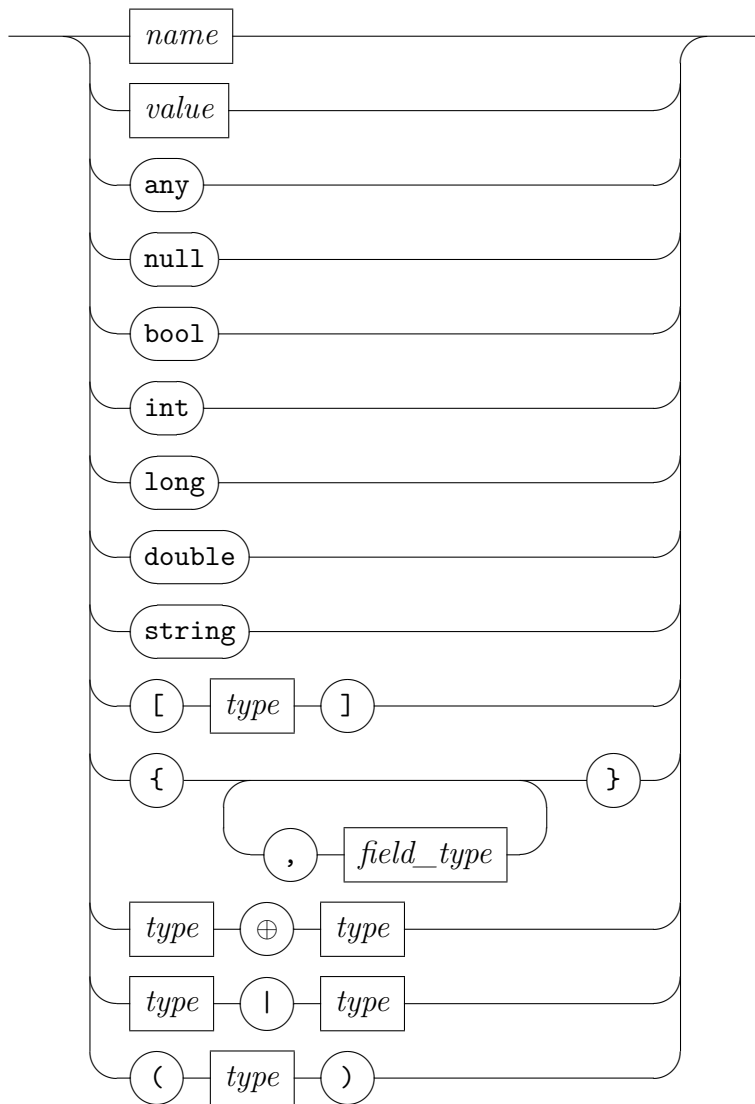 name
value
any
null
bool
int
long
double
string
[ type ]
{ }
, field_type
type ⊕ type
type | type
( type )